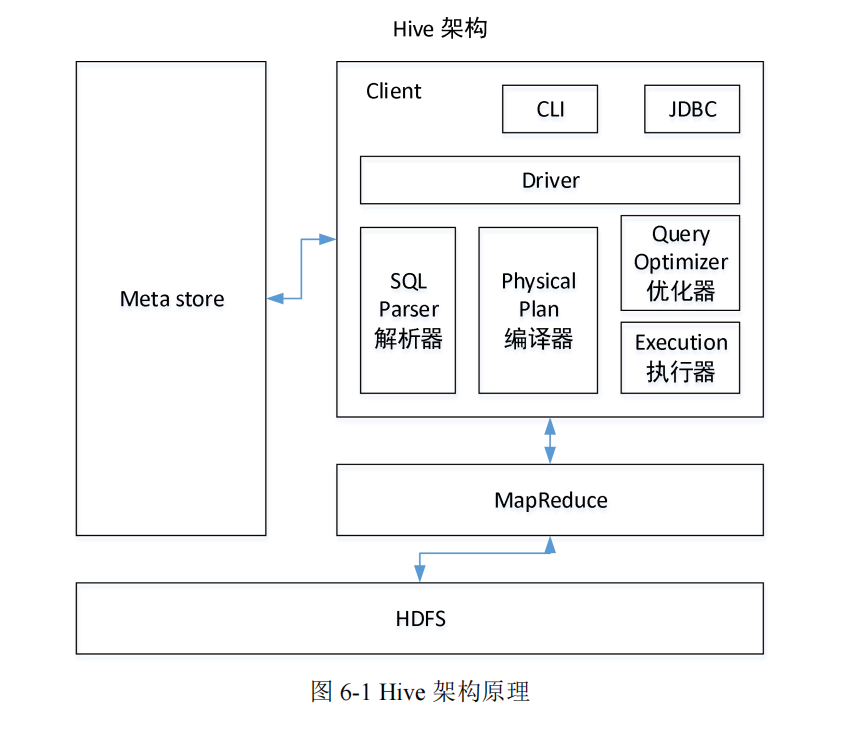 Hive 架构
Client
CLI
JDBC
Driver
Meta store
SQL
Parser
解析器
Physical
Plan
编译器
Query
Optimizer
优化器
Execution
执行器
MapReduce
HDFS
图 6-1 Hive 架构原理